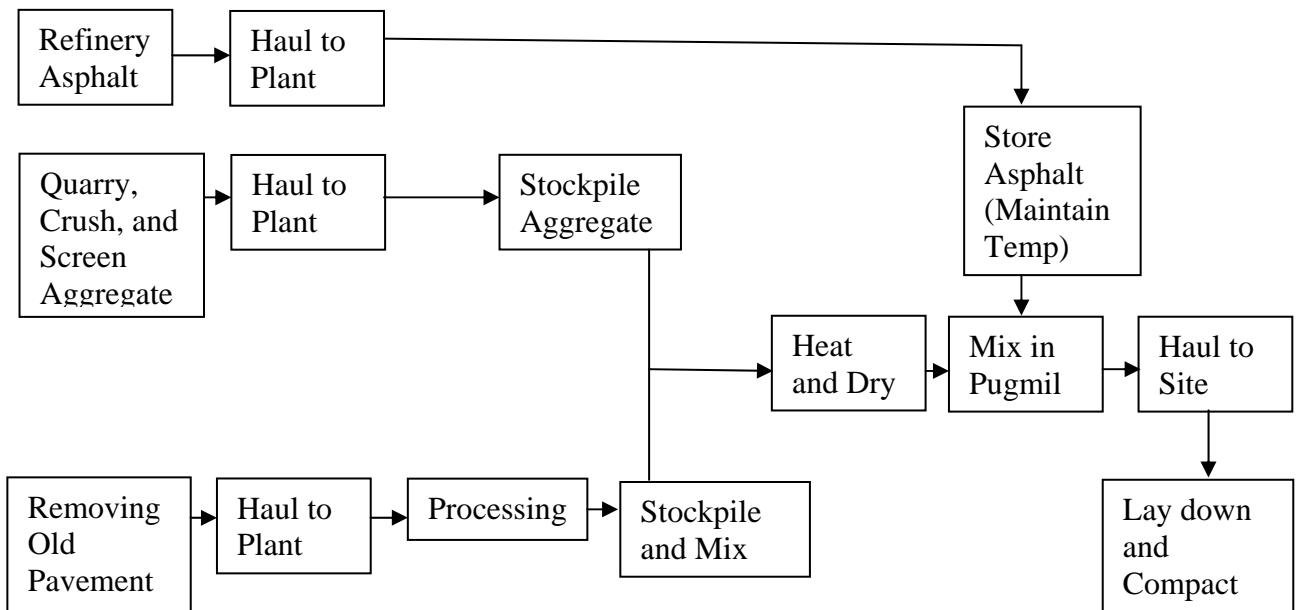 Refinery
Asphalt
Haul to
Plant
Store
Asphalt
(Maintain
Temp)
Quarry,
Crush, and
Screen
Aggregate
Haul to
Plant
Stockpile
Aggregate
Heat
and Dry
Mix in
Pugmil
Haul to
Site
Removing
Old
Pavement
Haul to
Plant
Processing
Stockpile
and Mix
Lay down
and
Compact